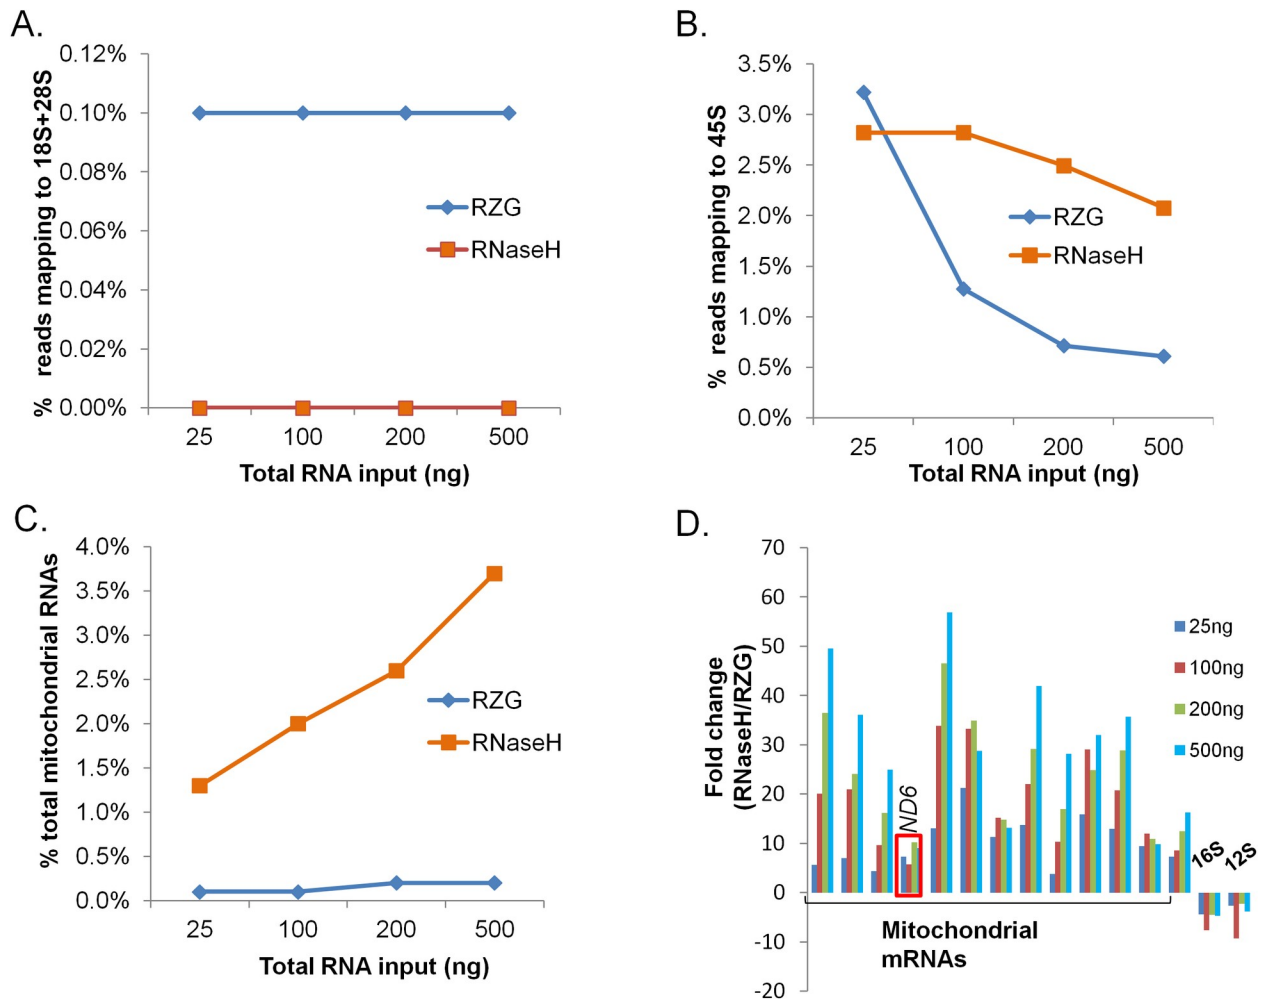 A.
0.12%
0.10%
0.08%
0.06%
0.04%
0.02%
0.00%
% reads mapping to 18S+28S
25 100 200 500
Total RNA input (ng)
RZG
RNaseH
B.
3.5%
3.0%
2.5%
2.0%
1.5%
1.0%
0.5%
0.0%
% reads mapping to 45S
25 100 200 500
Total RNA input (ng)
RZG
RNaseH
C.
4.0%
3.5%
3.0%
2.5%
2.0%
1.5%
1.0%
0.5%
0.0%
% total mitochondrial RNAs
25 100 200 500
Total RNA input (ng)
RZG
RNaseH
D.
70
60
50
40
30
20
10
0
-10
-20
Fold change
(RNaseH/RZG)
ND6
16S
12S
25ng
100ng
200ng
500ng
Mitochondrial
mRNAs